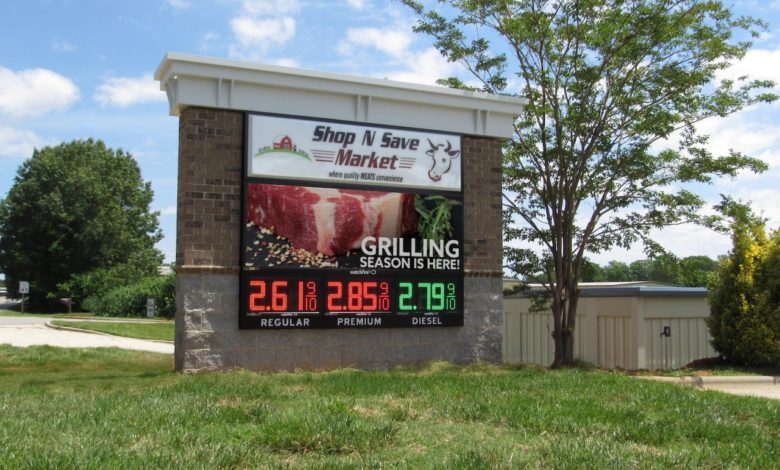 Shop N Save
Market
where quality MEATS convenience
GRILLING
SEASON IS HERE!
watchfire
2.61 9/10 2.85 9/10 2.79 9/10
REGULAR PREMIUM DIESEL